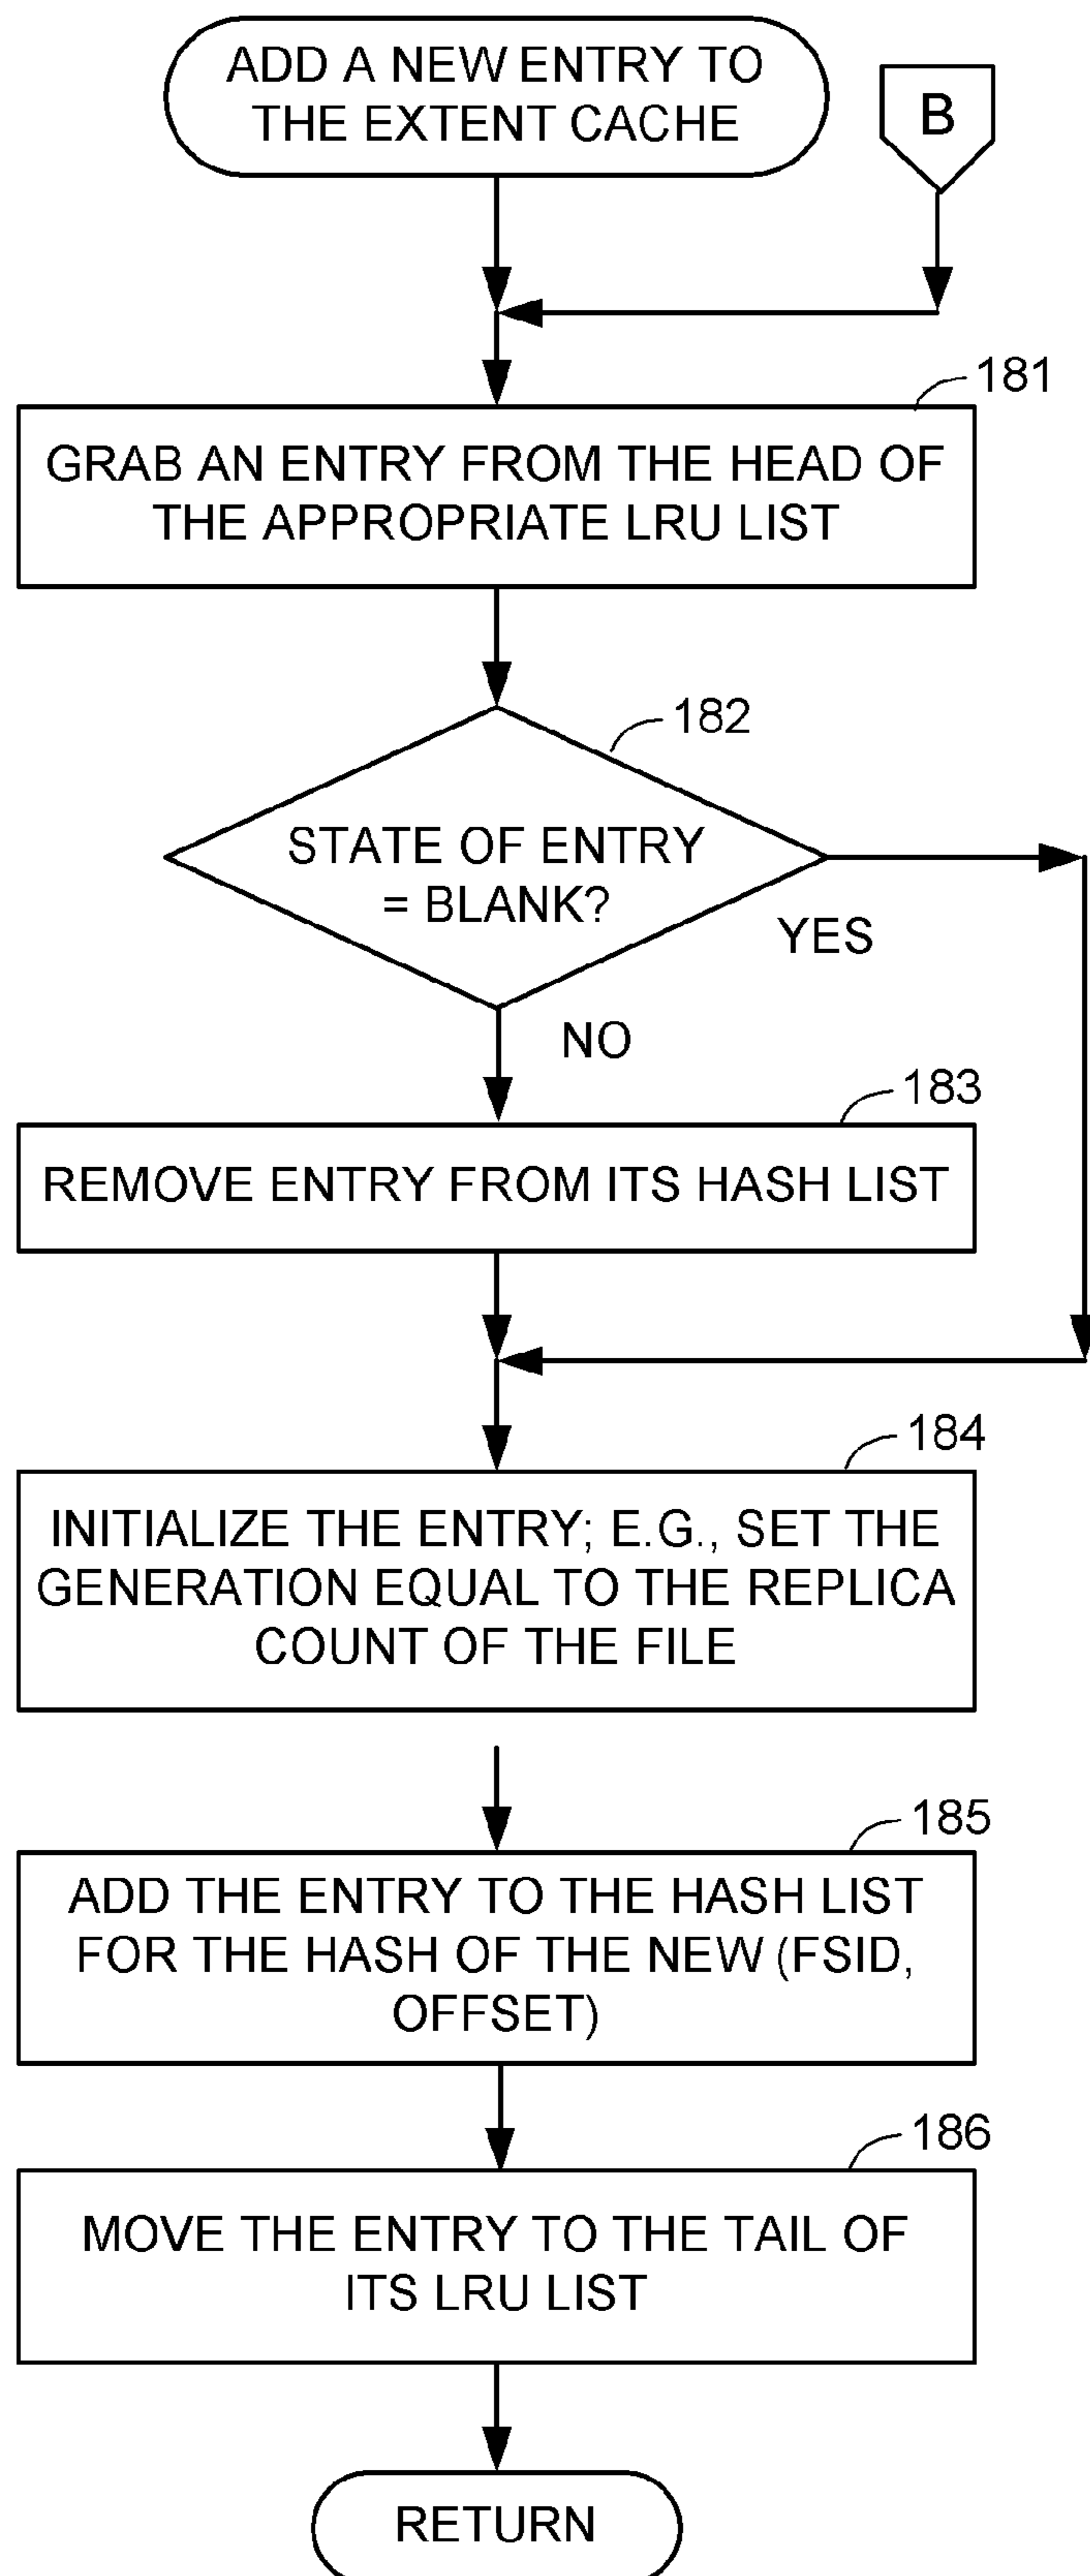 ADD A NEW ENTRY TO
THE EXTENT CACHE
B
181
GRAB AN ENTRY FROM THE HEAD OF
THE APPROPRIATE LRU LIST
182
STATE OF ENTRY
= BLANK?
YES
NO
183
REMOVE ENTRY FROM ITS HASH LIST
184
INITIALIZE THE ENTRY; E.G., SET THE
GENERATION EQUAL TO THE REPLICA
COUNT OF THE FILE
185
ADD THE ENTRY TO THE HASH LIST
FOR THE HASH OF THE NEW (FSID,
OFFSET)
186
MOVE THE ENTRY TO THE TAIL OF
ITS LRU LIST
RETURN